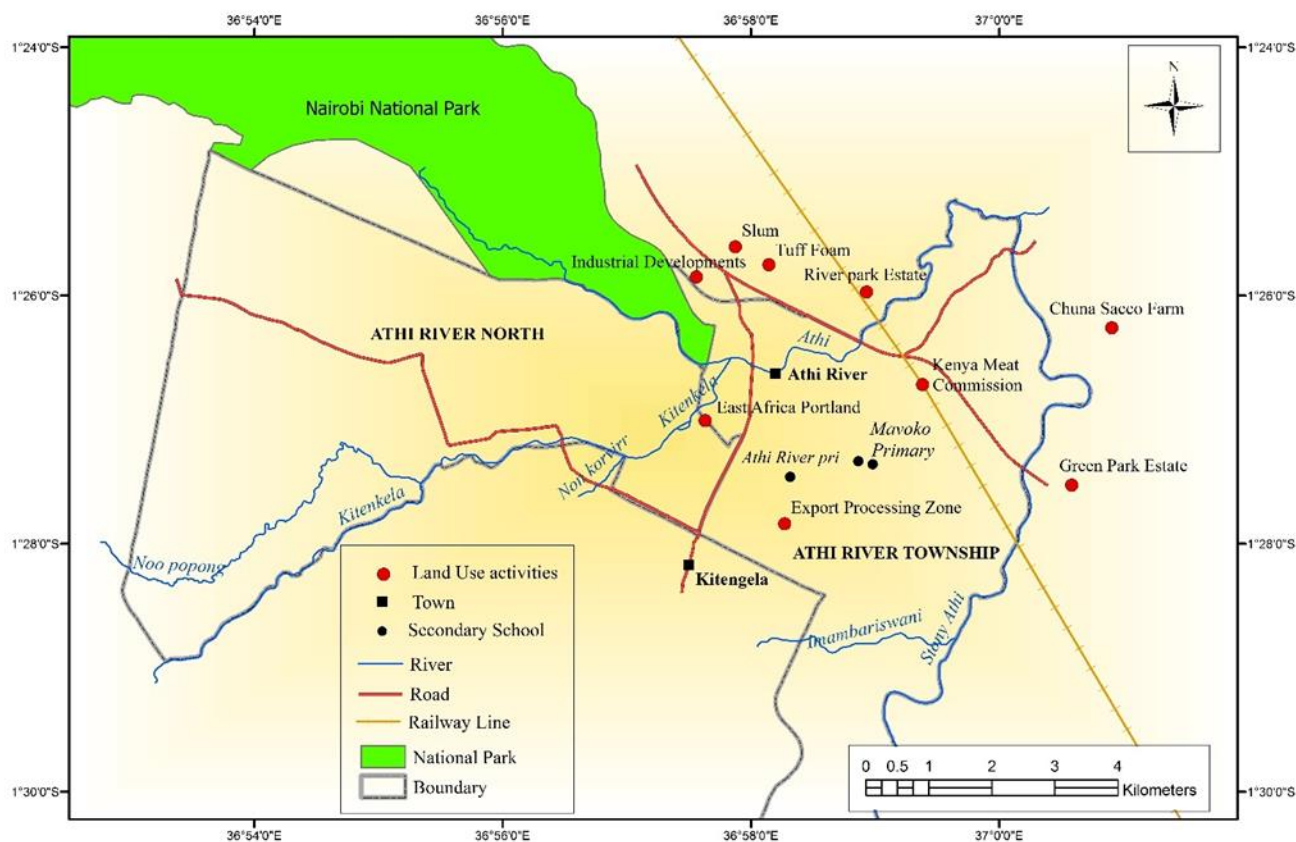 36°54'0"E 36°56'0"E 36°58'0"E 37°0'0"E
1°24'0"S 1°24'0"S
N
Nairobi National Park
Slum
Tuff Foam
Industrial Developments
River park Estate
1°26'0"S 1°26'0"S
Chuna Sacco Farm
ATHI RIVER NORTH
Athi
Athi River
Kenya Meat
Commission
Kitenkela
East Africa Portland
Mavoko
Primary
Athi River pri
Non korwirr
Green Park Estate
Kitenkela
Export Processing Zone
1°28'0"S 1°28'0"S
ATHI RIVER TOWNSHIP
Noo popong
Kitengela
Imambariswani
Stony Athi
Land Use activities
Town
Secondary School
River
Road
Railway Line
National Park
Boundary
0 0.5 1 2 3 4
Kilometers
1°30'0"S 1°30'0"S
36°54'0"E 36°56'0"E 36°58'0"E 37°0'0"E